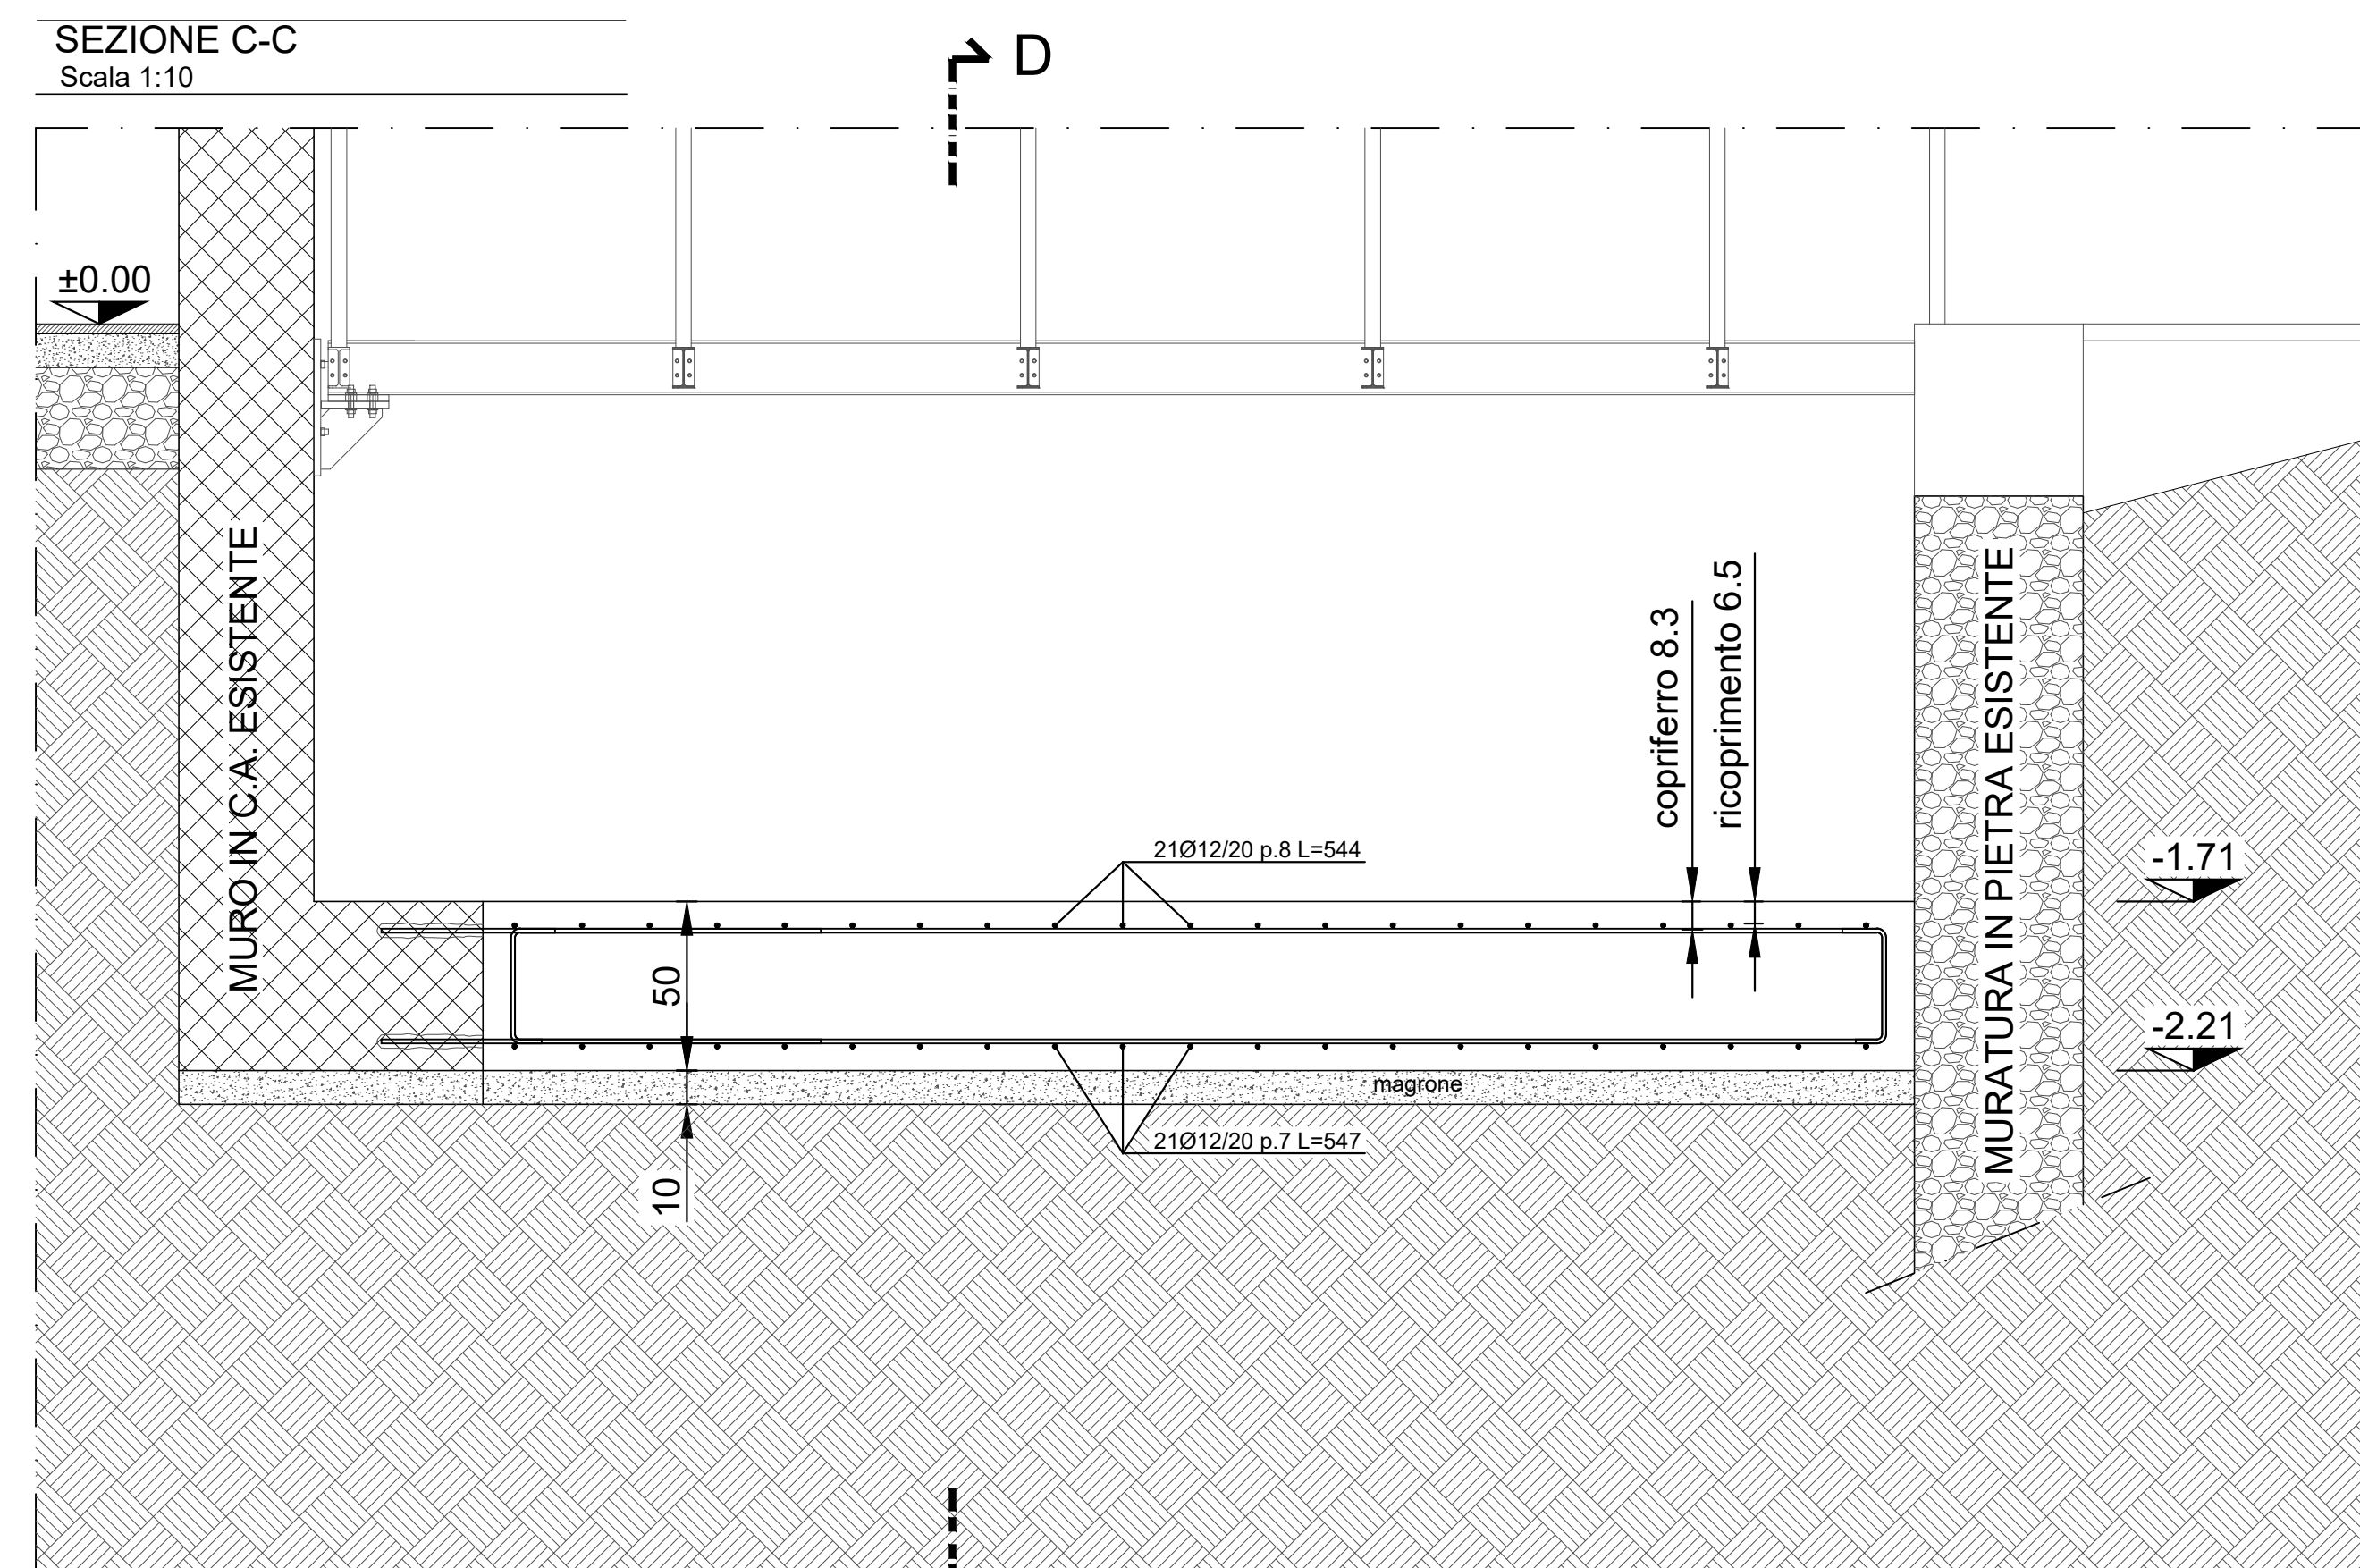 SEZIONE C-C
Scala 1:10
D
±0.00
MURO IN C.A. ESISTENTE
copriferro 8.3
ricoprimento 6.5
MURATURA IN PIETRA ESISTENTE
21Ø12/20 p.8 L=544
-1.71
50
-2.21
magrone
21Ø12/20 p.7 L=547
10